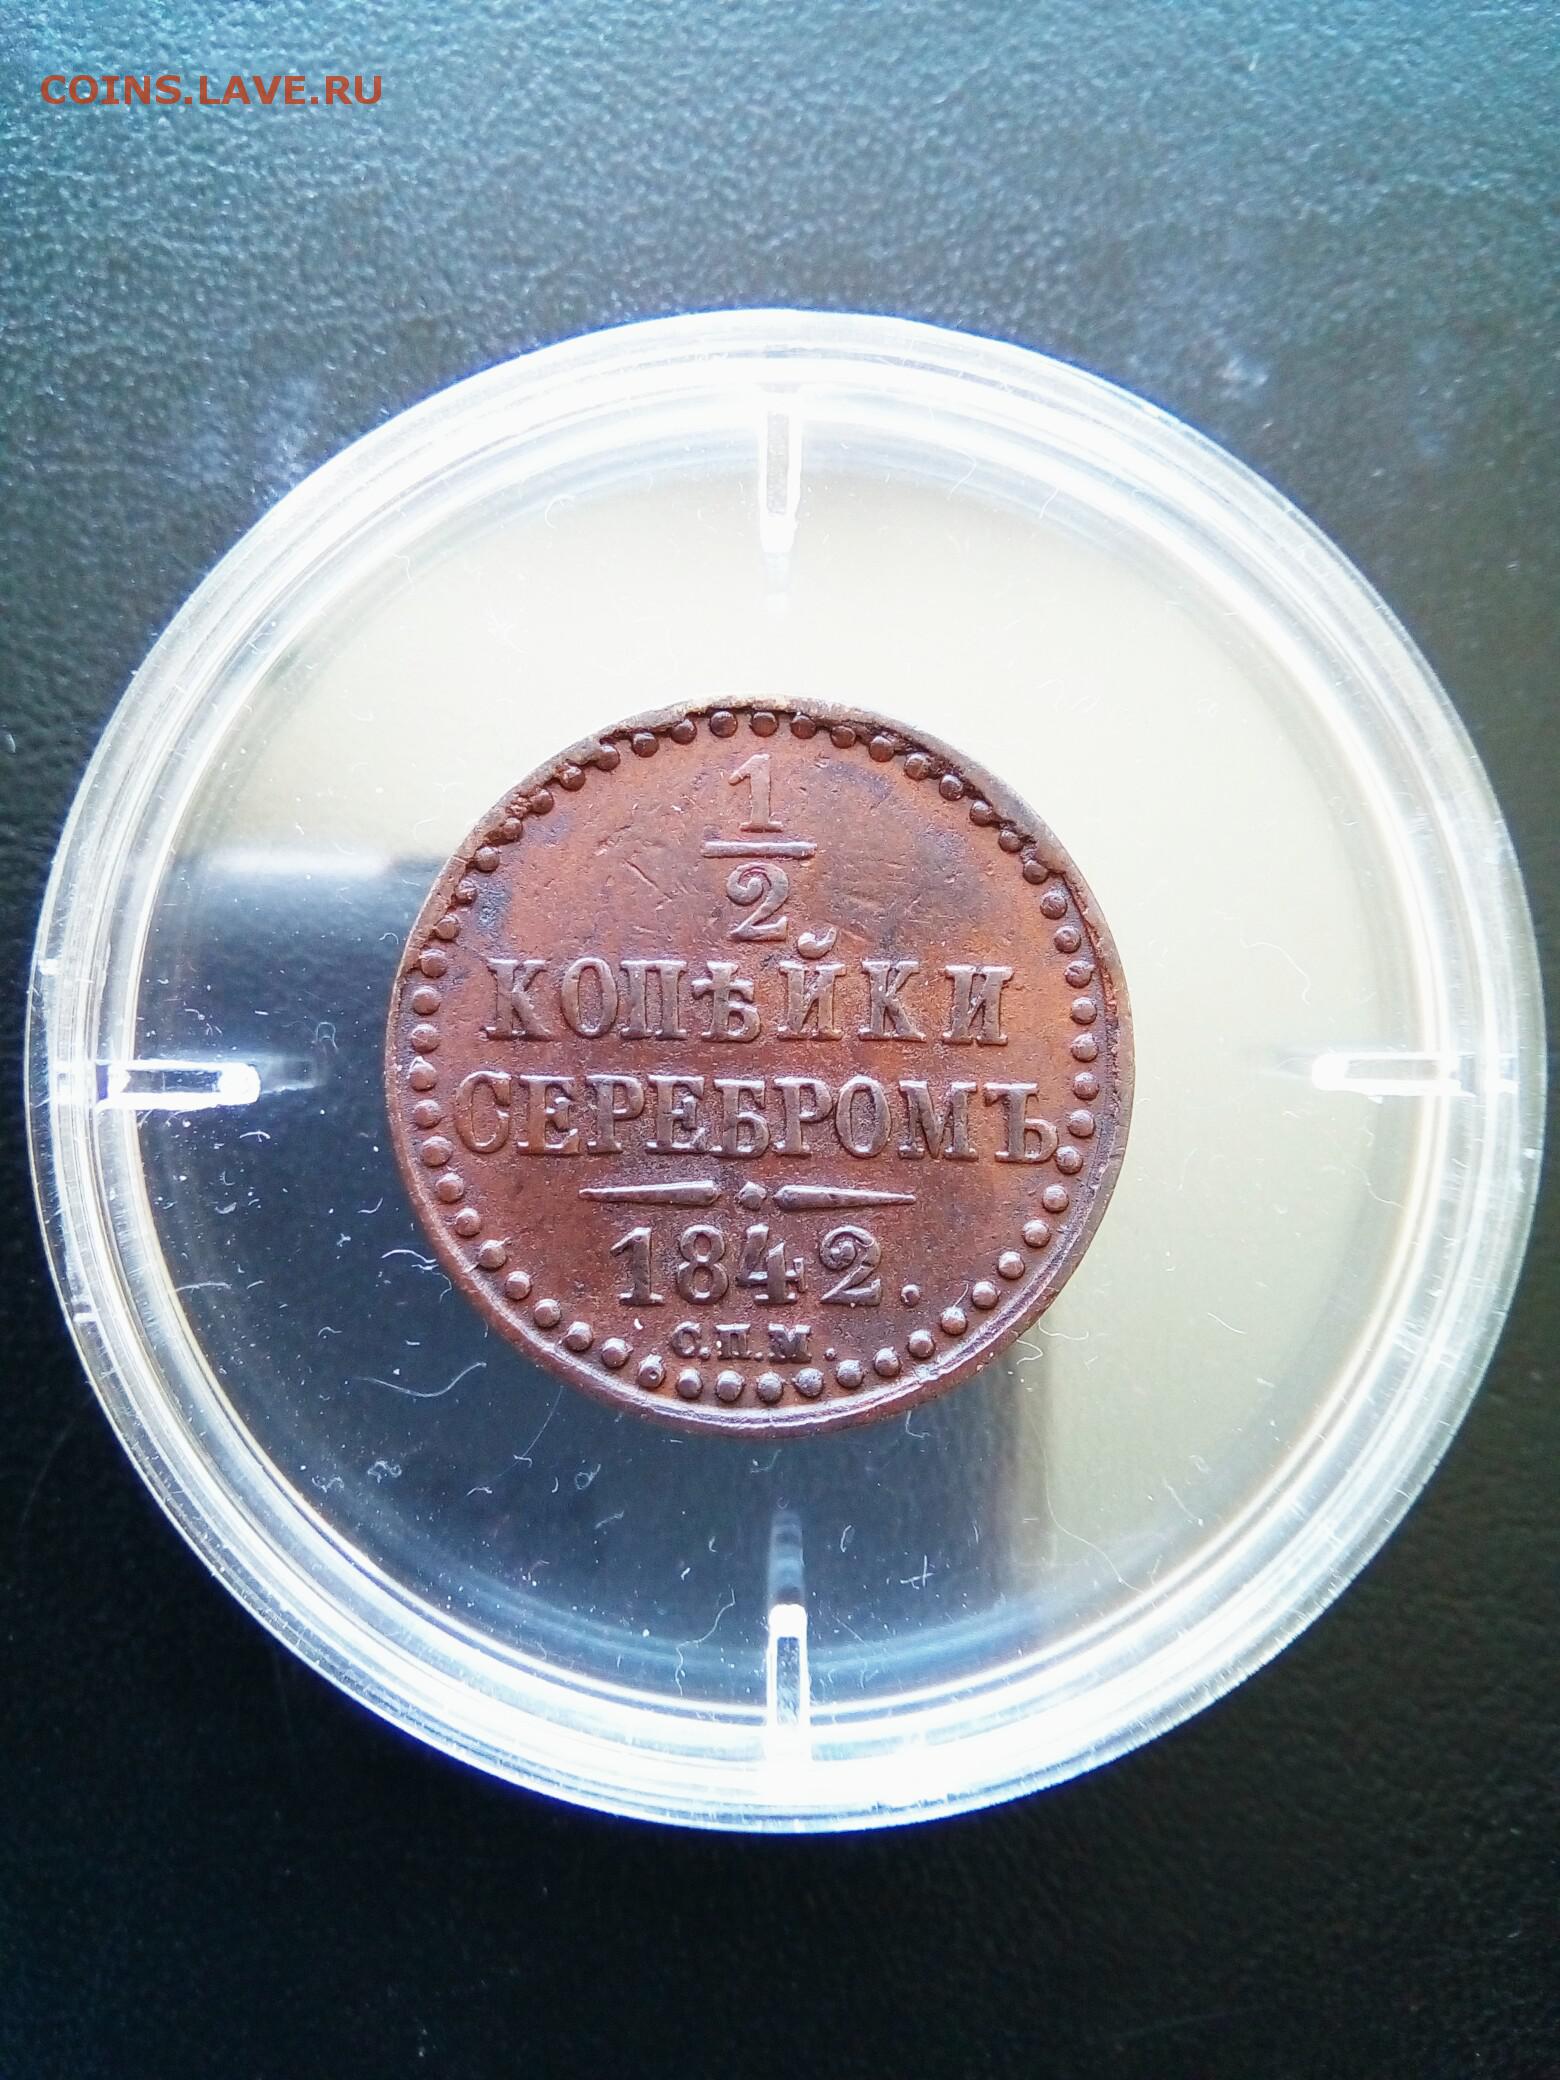 COINS.LAVE.RU
1
2
КОПѢЙКИ
СЕРЕБРОМЪ
1842.
С.П.М.